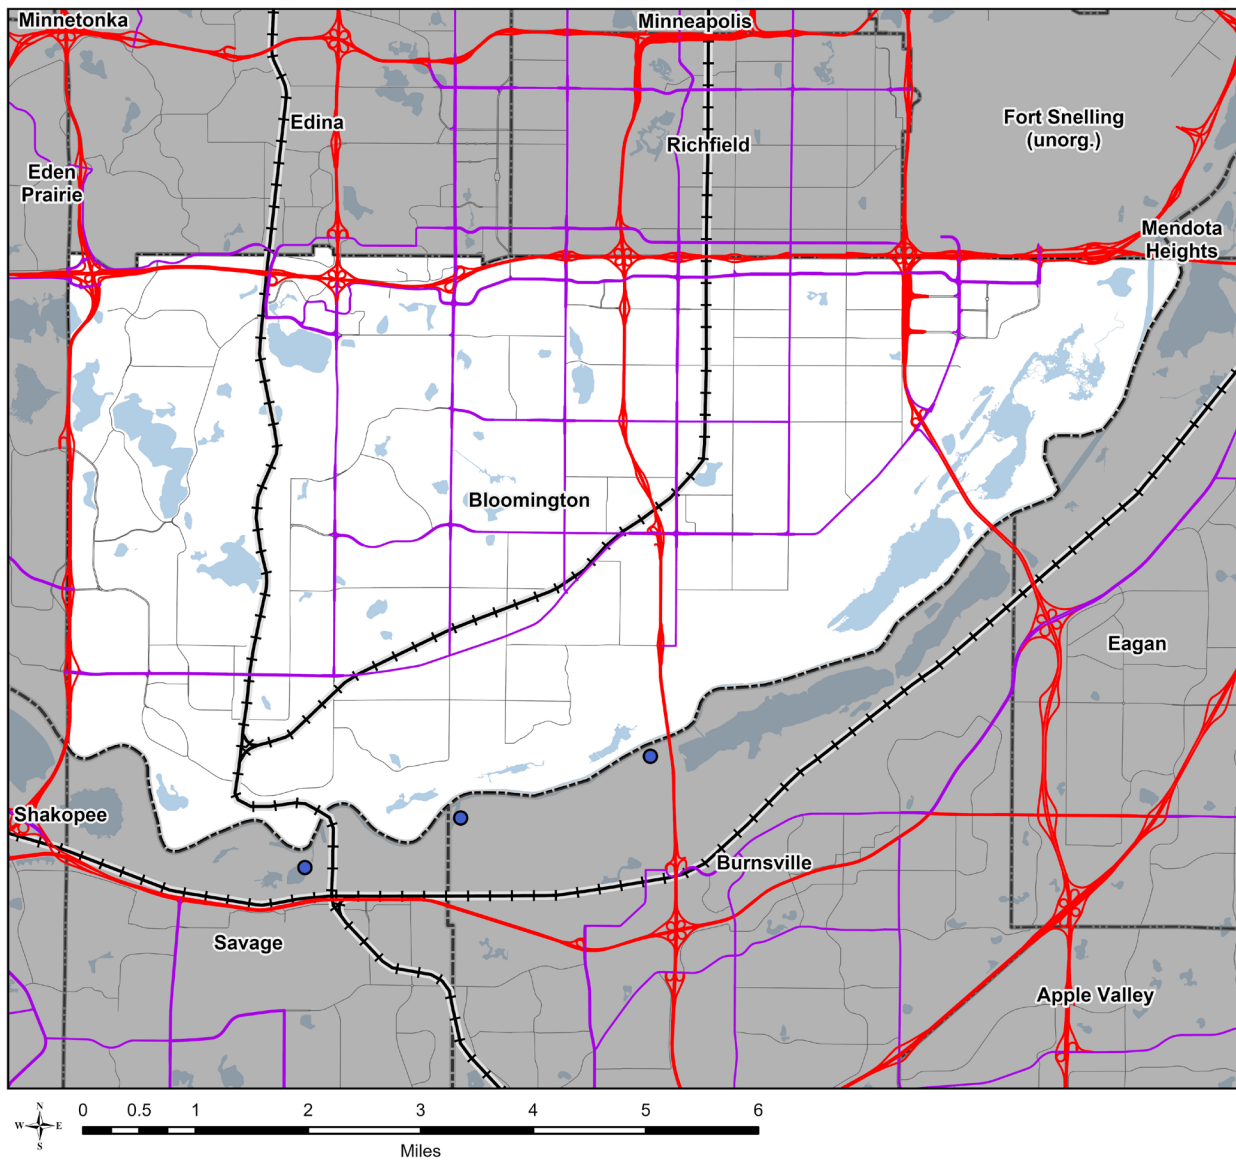 Minnetonka
Minneapolis
Edina
Fort Snelling
(unorg.)
Richfield
Eden
Prairie
Mendota
Heights
Bloomington
Eagan
Shakopee
Burnsville
Savage
Apple Valley
N
W E
S
0 0.5 1 2 3 4 5 6
Miles